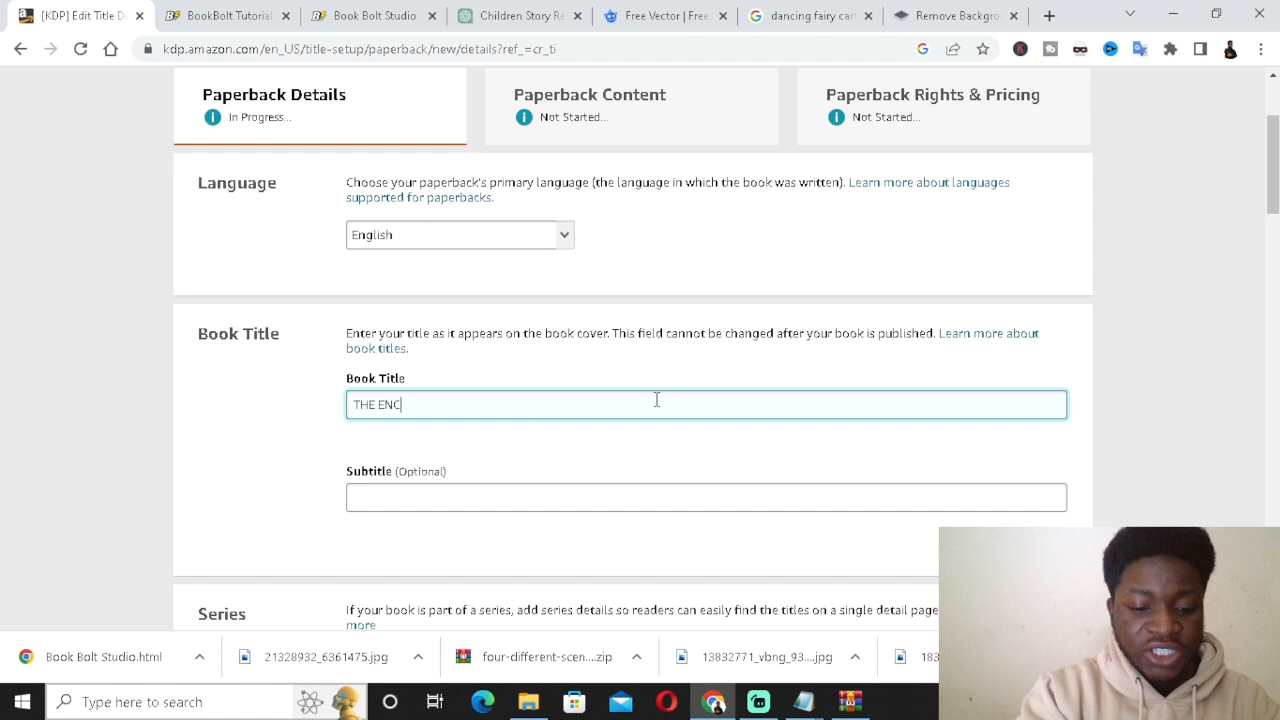 [KDP] Edit Title D
BookBolt Tutorial
Book Bolt Studio
Children Story Re
Free Vector | Free
dancing fairy cart
Remove Backgro
kdp.amazon.com/en_US/title-setup/paperback/new/details?ref_=cr_ti
Paperback Details
In Progress...
Paperback Content
Not Started...
Paperback Rights & Pricing
Not Started...
Language
Choose your paperback's primary language (the language in which the book was written). Learn more about languages
supported for paperbacks.
English
Book Title
Enter your title as it appears on the book cover. This field cannot be changed after your book is published. Learn more about
book titles.
Book Title
THE ENC
Subtitle (Optional)
Series
If your book is part of a series, add series details so readers can easily find the titles on a single detail page
more
Book Bolt Studio.html
21328932_6361475.jpg
four-different-scen....zip
13832771_vbng_93...jpg
183
Type here to search